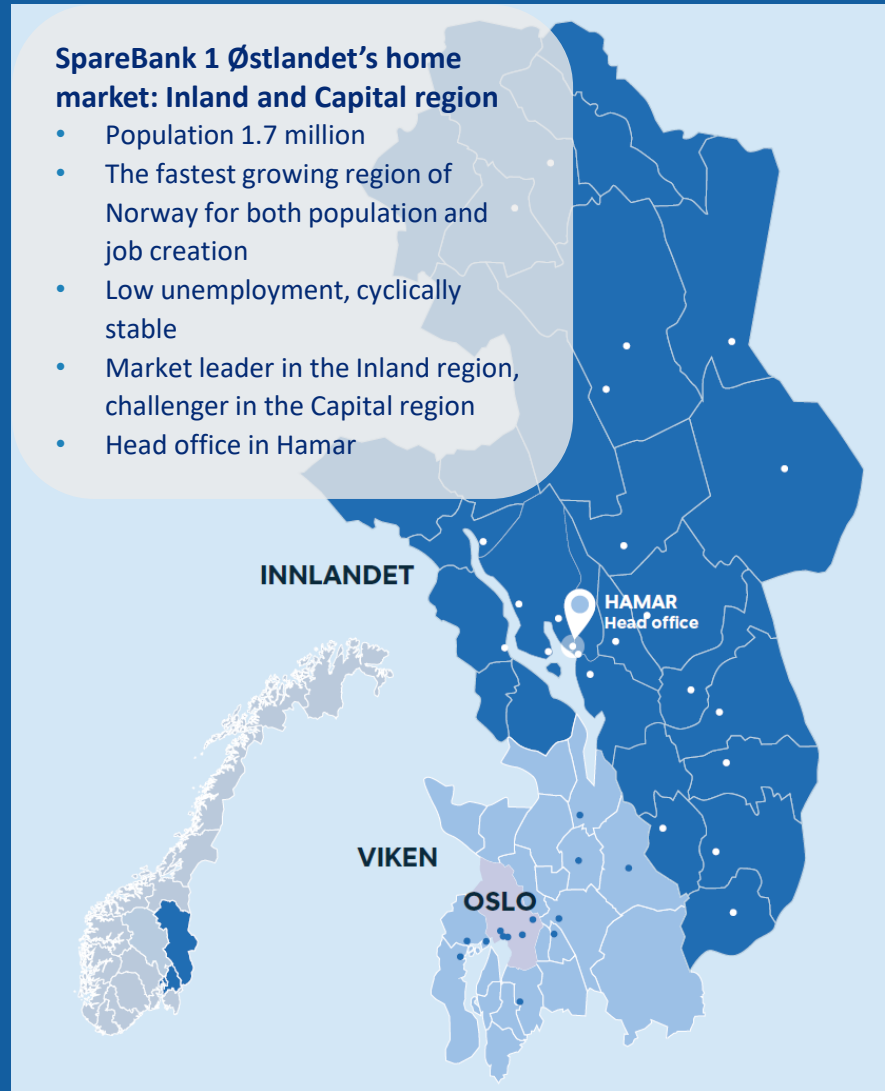 SpareBank 1 Østlandet’s home
market: Inland and Capital region
• Population 1.7 million
• The fastest growing region of
Norway for both population and
job creation
• Low unemployment, cyclically
stable
• Market leader in the Inland region,
challenger in the Capital region
• Head office in Hamar
INNLANDET
HAMAR
Head office
VIKEN
OSLO